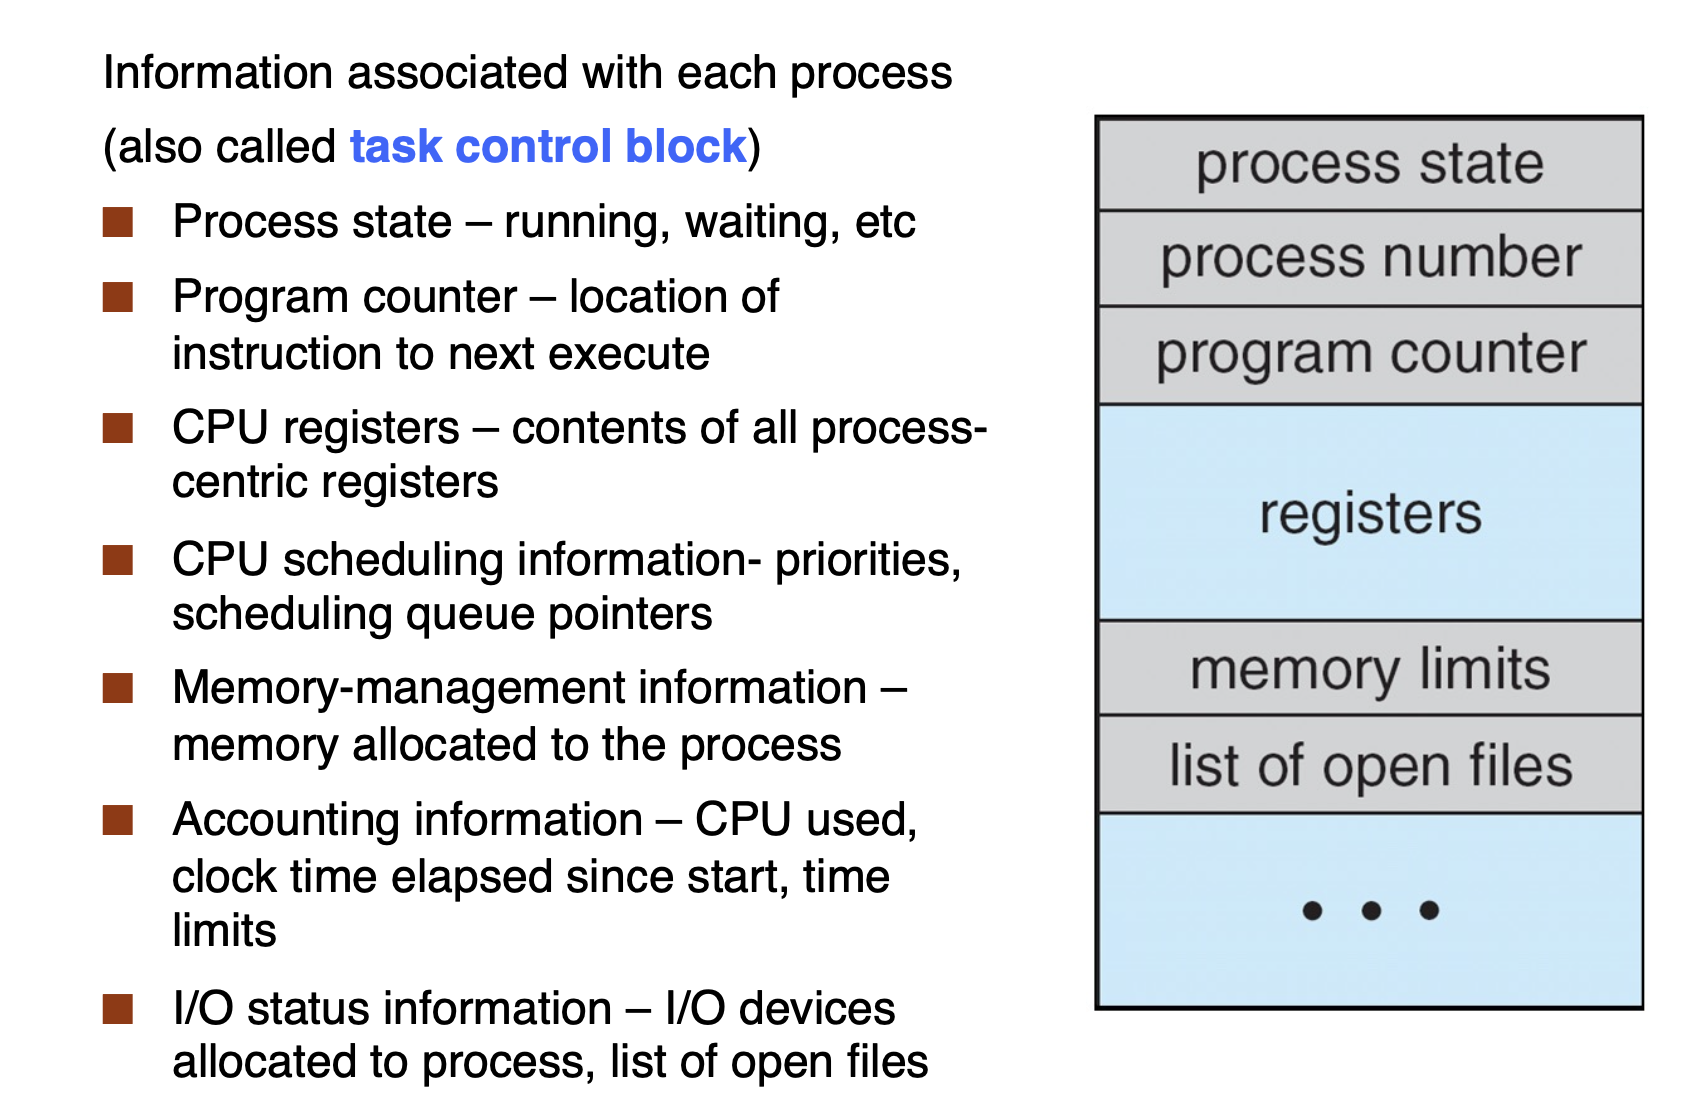 Information associated with each process
(also called task control block)
Process state – running, waiting, etc
Program counter – location of
instruction to next execute
CPU registers – contents of all process-
centric registers
CPU scheduling information- priorities,
scheduling queue pointers
Memory-management information –
memory allocated to the process
Accounting information – CPU used,
clock time elapsed since start, time
limits
I/O status information – I/O devices
allocated to process, list of open files
process state
process number
program counter
registers
memory limits
list of open files
• • •